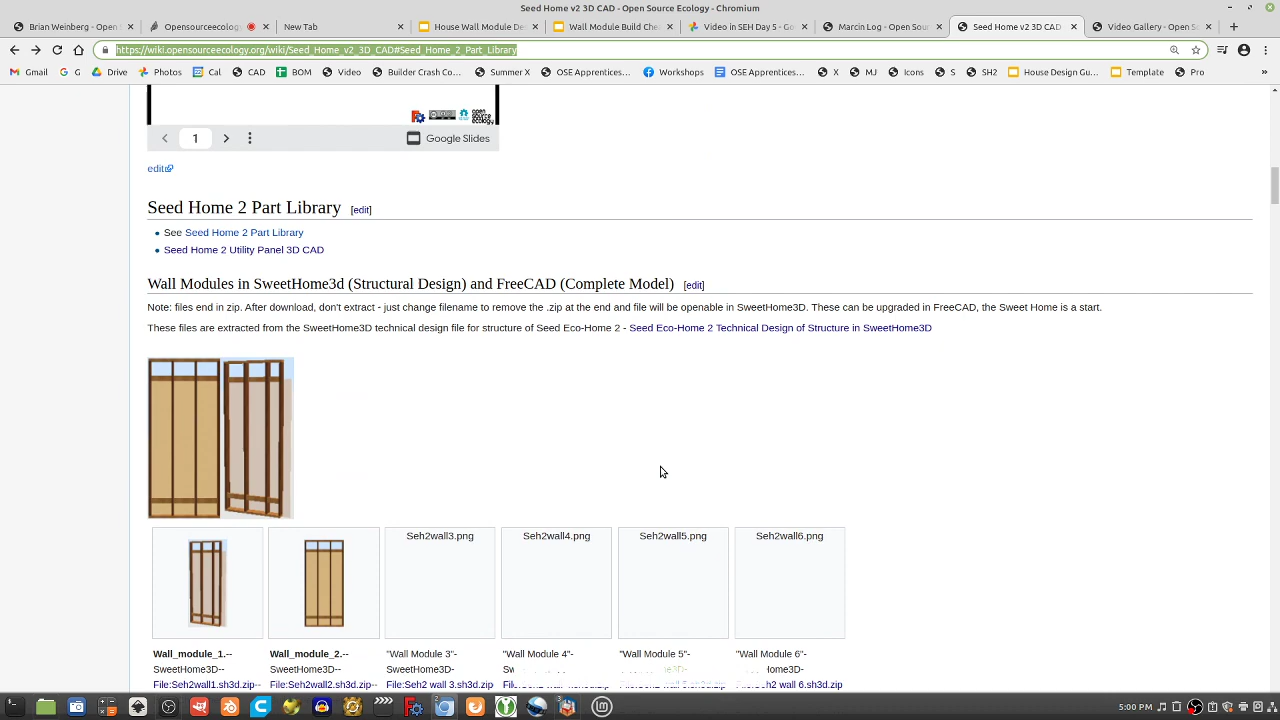 Seed Home v2 3D CAD - Open Source Ecology - Chromium
Brian Weinberg - Open
Opensourceecology
New Tab
House Wall Module De
Wall Module Build Che
Video in SEH Day 5 - Go
Marcin Log - Open Sour
Seed Home v2 3D CAD
Video Gallery - Open S
https://wiki.opensourceecology.org/wiki/Seed_Home_v2_3D_CAD#Seed_Home_2_Part_Library
Gmail
G
Drive
Photos
Cal
CAD
BOM
Video
Builder Crash Co...
Summer X
OSE Apprentices...
Workshops
OSE Apprentices...
X
MJ
Icons
S
SH2
House Design Gu...
Template
Pro
»
open source ecology
1
Google Slides
edit
Seed Home 2 Part Library [edit]
See Seed Home 2 Part Library
Seed Home 2 Utility Panel 3D CAD
Wall Modules in SweetHome3d (Structural Design) and FreeCAD (Complete Model) [edit]
Note: files end in zip. After download, don't extract - just change filename to remove the .zip at the end and file will be openable in SweetHome3D. These can be upgraded in FreeCAD, the Sweet Home is a start.
These files are extracted from the SweetHome3D technical design file for structure of Seed Eco-Home 2 - Seed Eco-Home 2 Technical Design of Structure in SweetHome3D
Seh2wall3.png
Seh2wall4.png
Seh2wall5.png
Seh2wall6.png
Wall_module_1.--
SweetHome3D--
File:Seh2wall1.sh3d.zip--
Wall_module_2.--
SweetHome3D--
File:Seh2wall2.sh3d.zip--
"Wall Module 3"-
SweetHome3D-
File:Seh2 wall 3.sh3d.zip
"Wall Module 4"-
"Wall Module 5"-
"Wall Module 6"-
5:00 PM